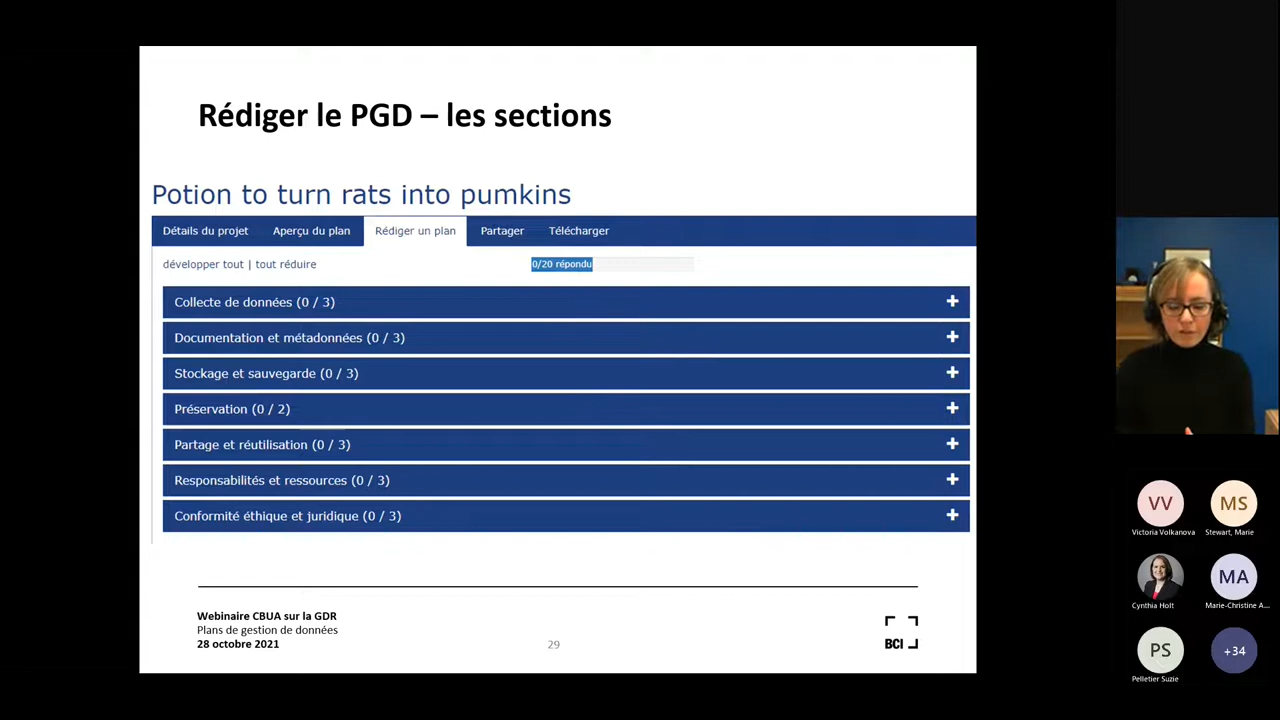 Rédiger le PGD – les sections
Potion to turn rats into pumkins
Détails du projet Aperçu du plan Rédiger un plan Partager Télécharger
développer tout | tout réduire 0/20 répondu
Collecte de données (0 / 3)
Documentation et métadonnées (0 / 3)
Stockage et sauvegarde (0 / 3)
Préservation (0 / 2)
Partage et réutilisation (0 / 3)
Responsabilités et ressources (0 / 3)
Conformité éthique et juridique (0 / 3)
Webinaire CBUA sur la GDR
Plans de gestion de données
28 octobre 2021
29
BCI
VV MS
Victoria Volkanova Stewart, Marie
MA
Cynthia Holt Marie-Christine A...
PS +34
Pelletier Suzie